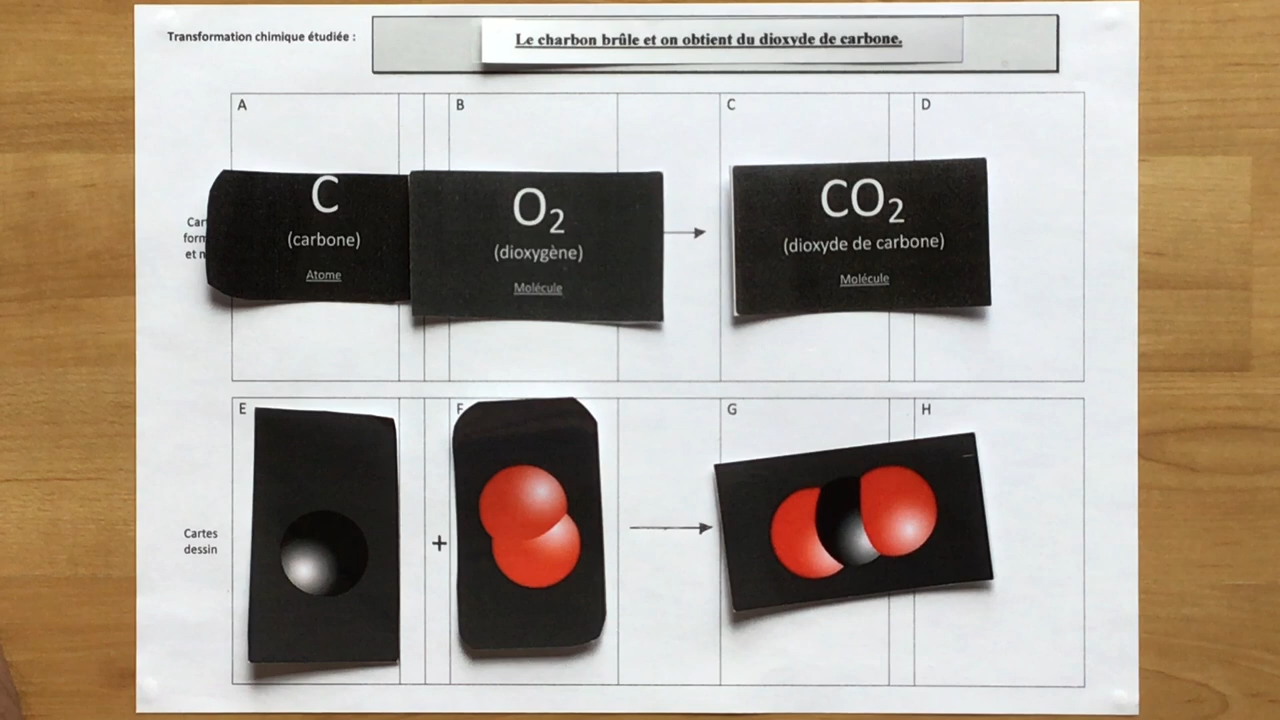 Transformation chimique étudiée :
Le charbon brûle et on obtient du dioxyde de carbone.
A
B
C
D
C
(carbone)
Atome
O₂
(dioxygène)
Molécule
CO₂
(dioxyde de carbone)
Molécule
E
F
G
H
Cartes
dessin
+